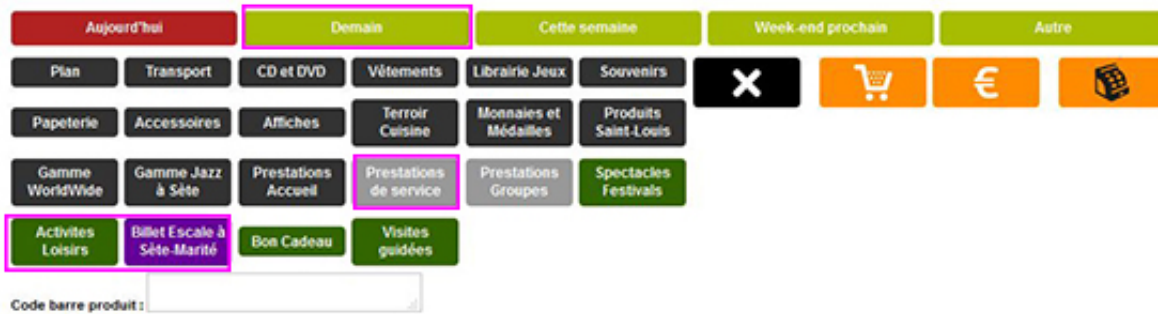 Aujourd'hui Demain Cette semaine Week-end prochain Autre
Plan Transport CD et DVD Vêtements Librairie Jeux Souvenirs
€
Papeterie Accessoires Affiches Terroir Cuisine Monnaies et Médailles Produits Saint-Louis
Gamme WorldWide Gamme Jazz à Sète Prestations Accueil Prestations de service Prestations Groupes Spectacles Festivals
Activites Loisirs Billet Escale à Sète-Marité Bon Cadeau Visites guidées
Code barre produit :